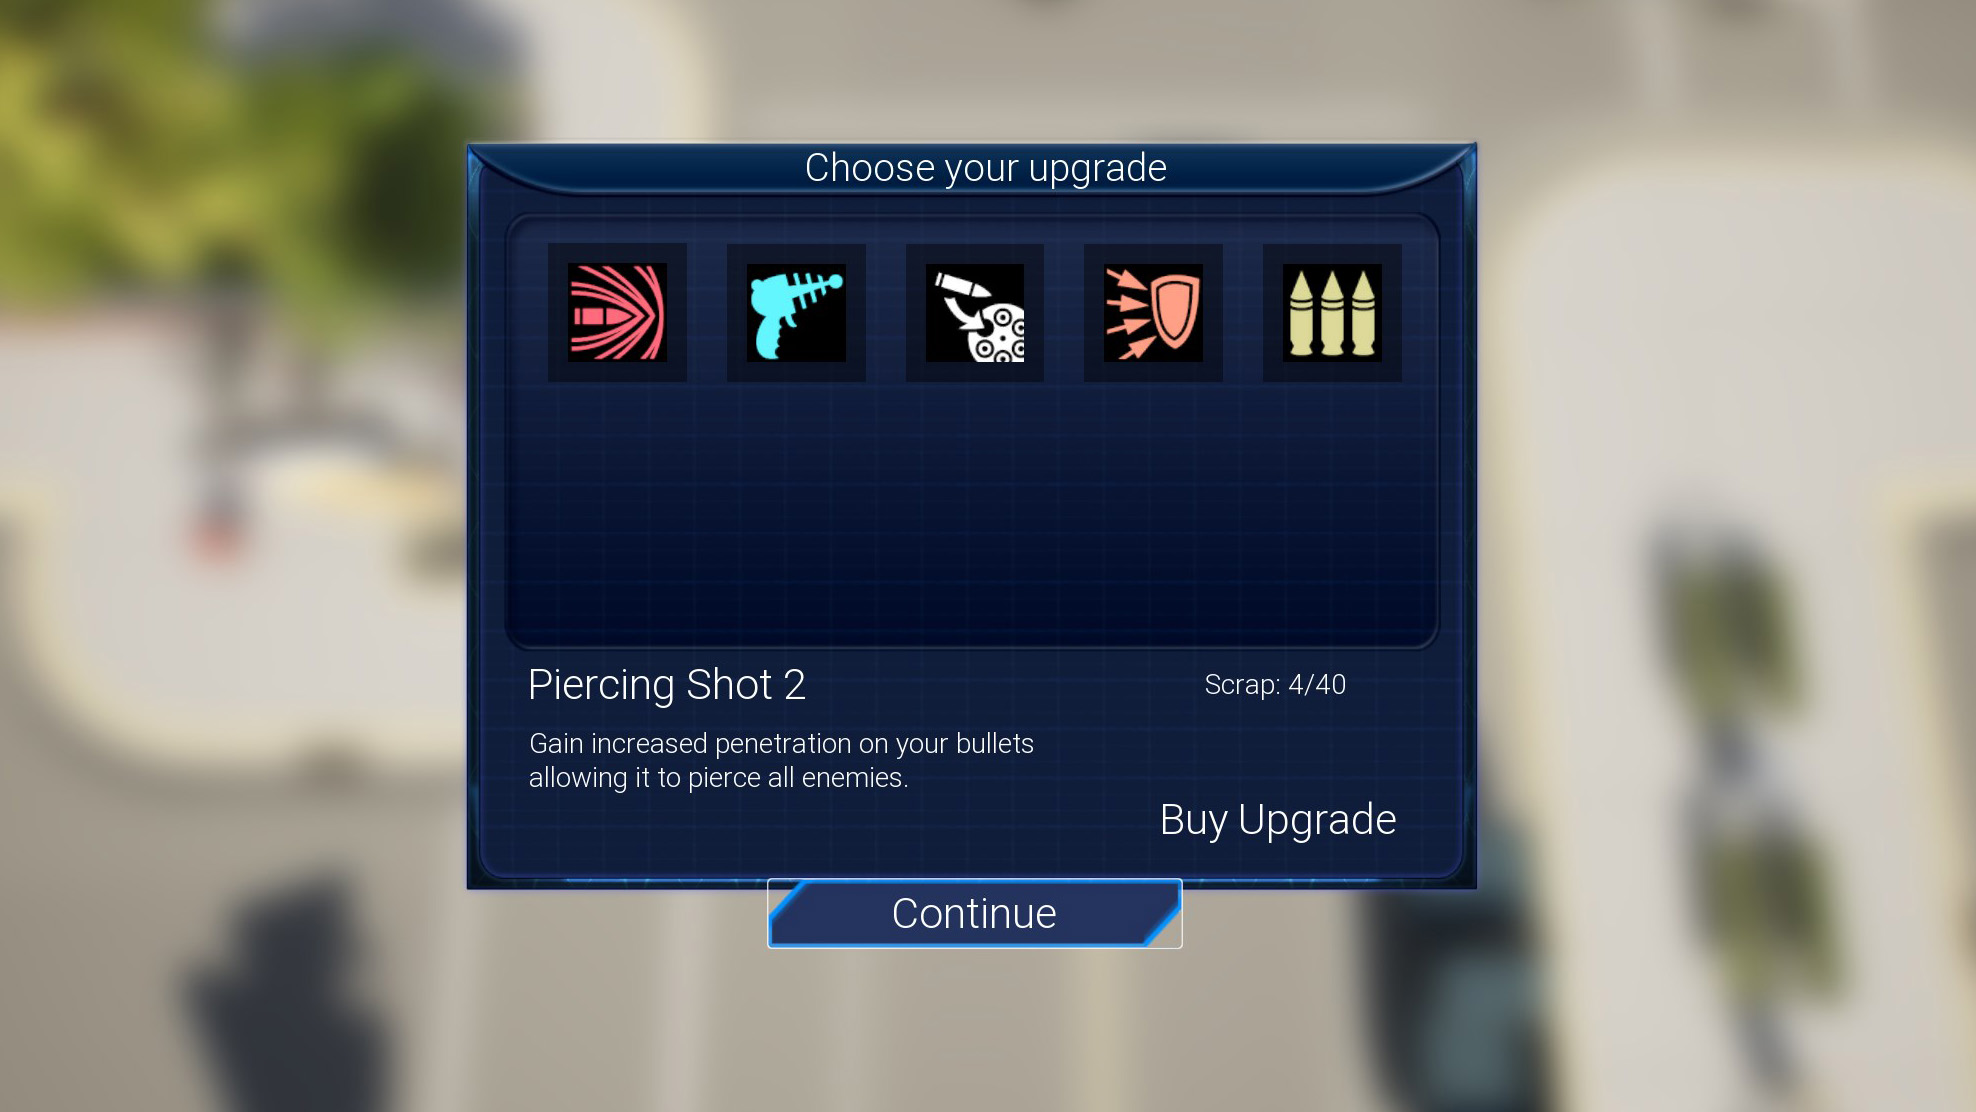 Choose your upgrade
Piercing Shot 2
Scrap: 4/40
Gain increased penetration on your bullets
allowing it to pierce all enemies.
Buy Upgrade
Continue